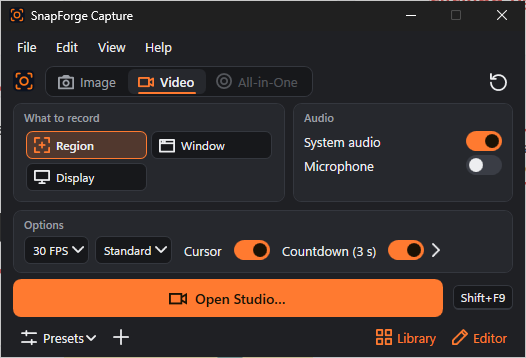 SnapForge Capture
File Edit View Help
Image Video All-in-One
What to record
Region Window
Display
Audio
System audio
Microphone
Options
30 FPS Standard Cursor Countdown (3 s)
Open Studio... Shift+F9
Presets Library Editor